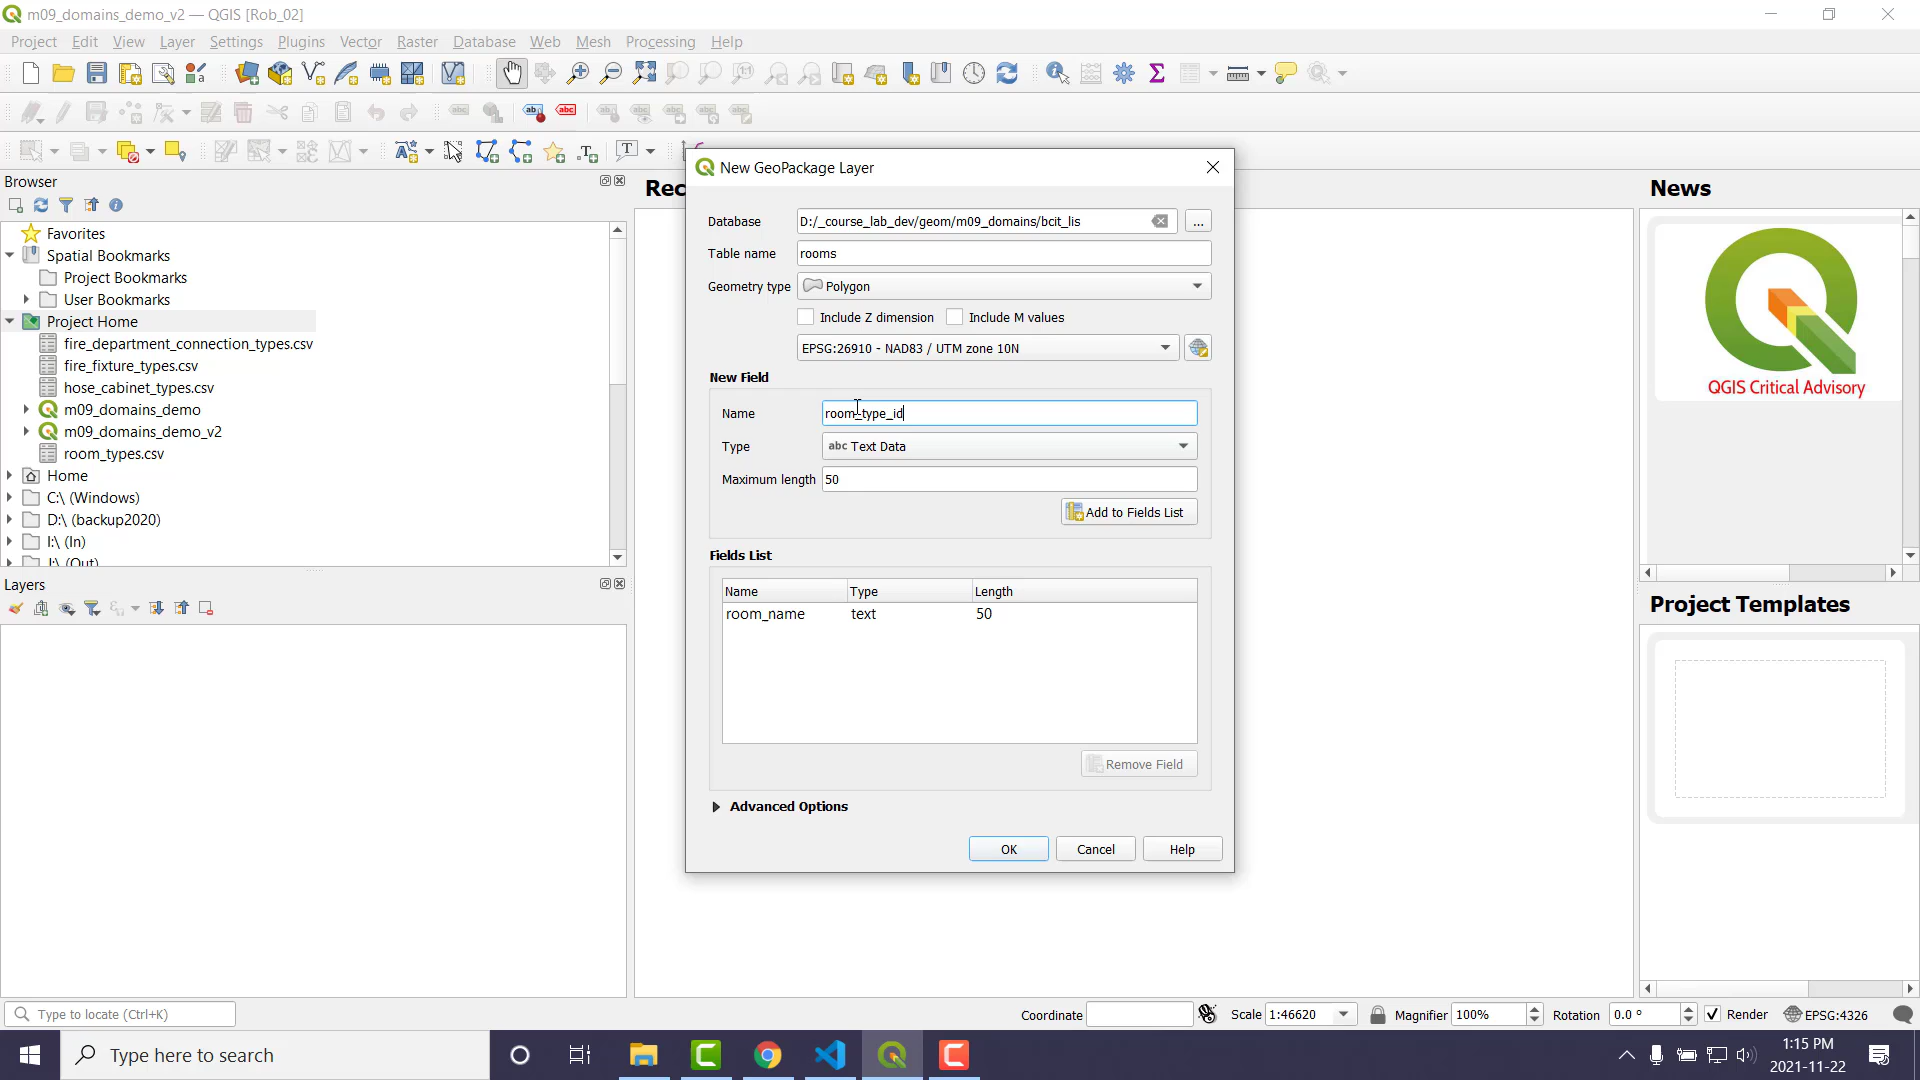 m09_domains_demo_v2 — QGIS [Rob_02]
Project Edit View Layer Settings Plugins Vector Raster Database Web Mesh Processing Help
Browser
Favorites
Spatial Bookmarks
Project Bookmarks
User Bookmarks
Project Home
fire_department_connection_types.csv
fire_fixture_types.csv
hose_cabinet_types.csv
m09_domains_demo
m09_domains_demo_v2
room_types.csv
Home
C:\ (Windows)
D:\ (backup2020)
I:\ (In)
J:\ (Out)
Layers
Rec
New GeoPackage Layer
Database D:/_course_lab_dev/geom/m09_domains/bcit_lis ...
Table name rooms
Geometry type Polygon
Include Z dimension Include M values
EPSG:26910 - NAD83 / UTM zone 10N
New Field
Name room_type_id
Type abc Text Data
Maximum length 50
Add to Fields List
Fields List
Name Type Length
room_name text 50
Remove Field
Advanced Options
OK Cancel Help
News
QGIS Critical Advisory
Project Templates
Type to locate (Ctrl+K)
Coordinate Scale 1:46620 Magnifier 100% Rotation 0.0 ° Render EPSG:4326
Type here to search
1:15 PM
2021-11-22